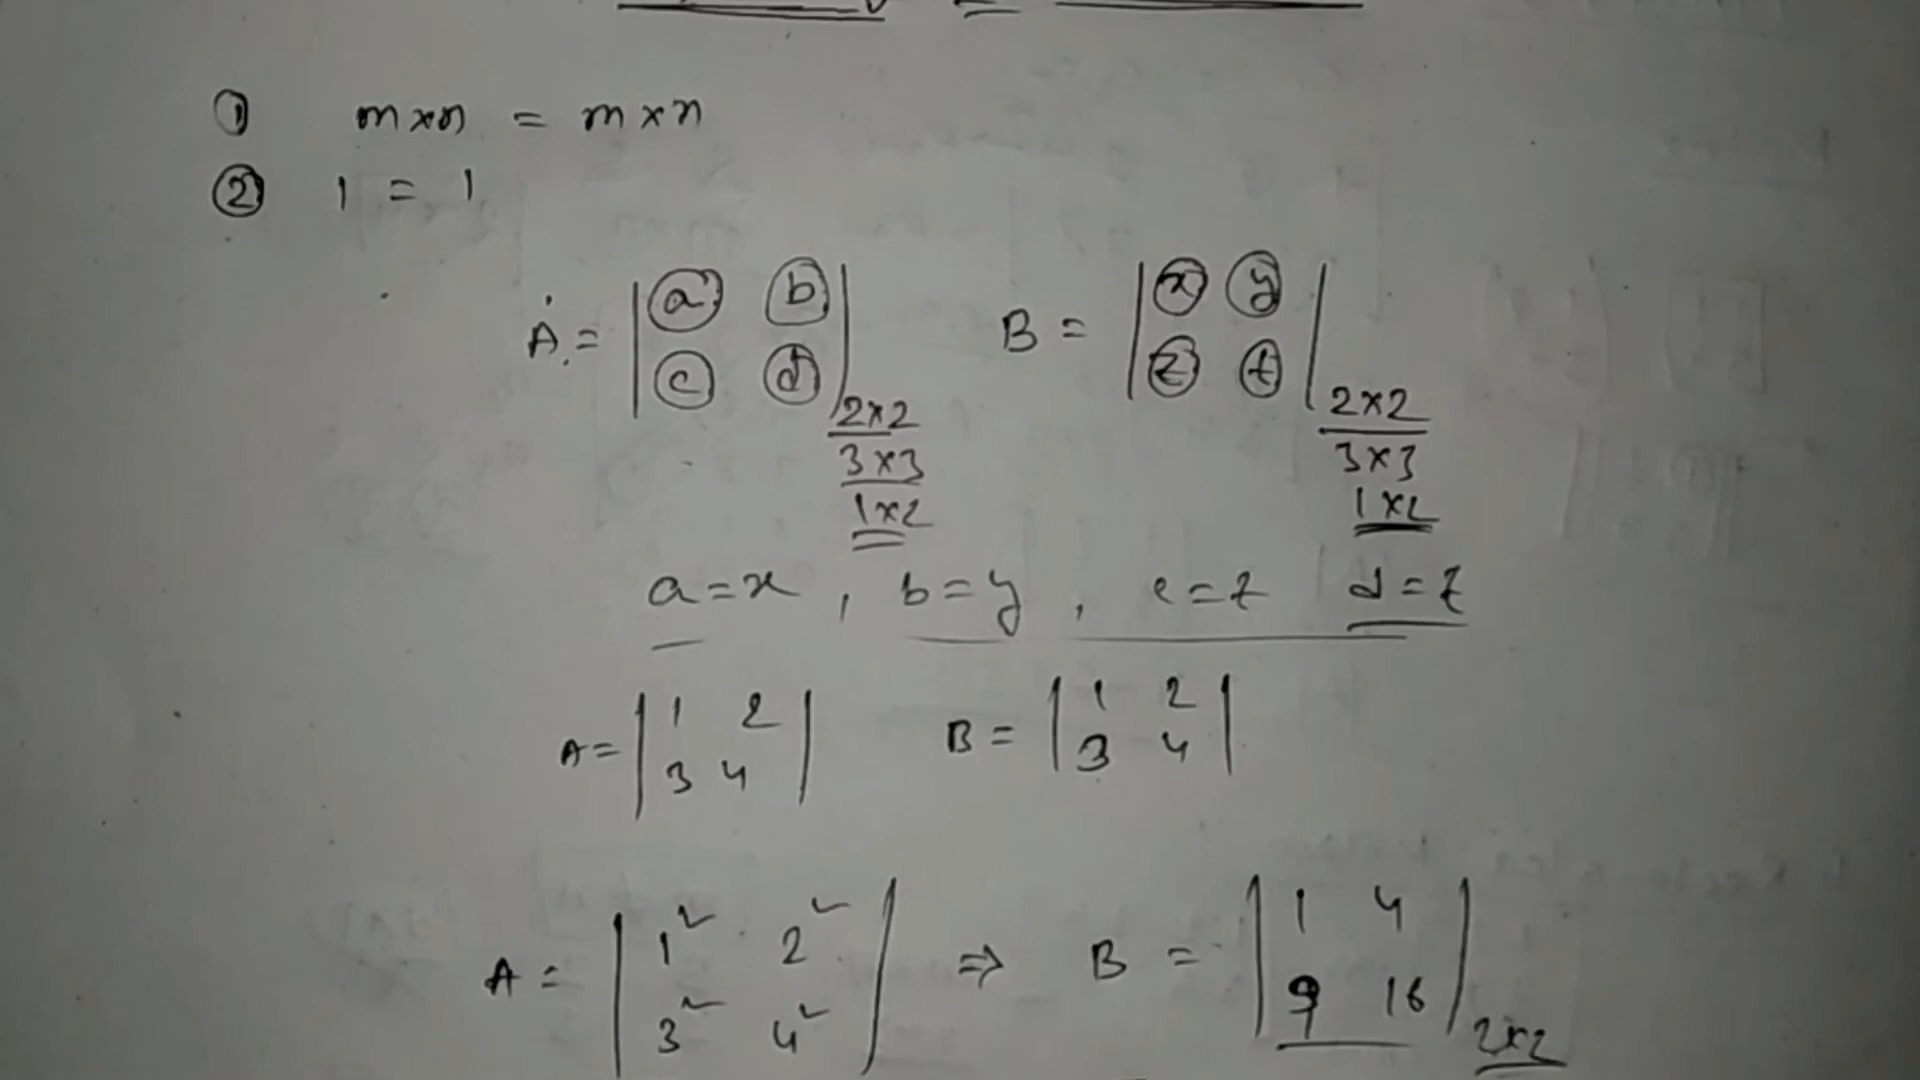 ① m×n = m×n
② 1 = 1
A = |a b| B = |x y|
|c d| 2×2 |z t| 2×2
3×3 3×3
1×2 1×2
a=x, b=y, c=z d=z
A= |1 2| B= |1 2|
|3 4| |3 4|
A = |1² 2²| ⇒ B = |1 4|
|3² 4²| |9 16| 2×2